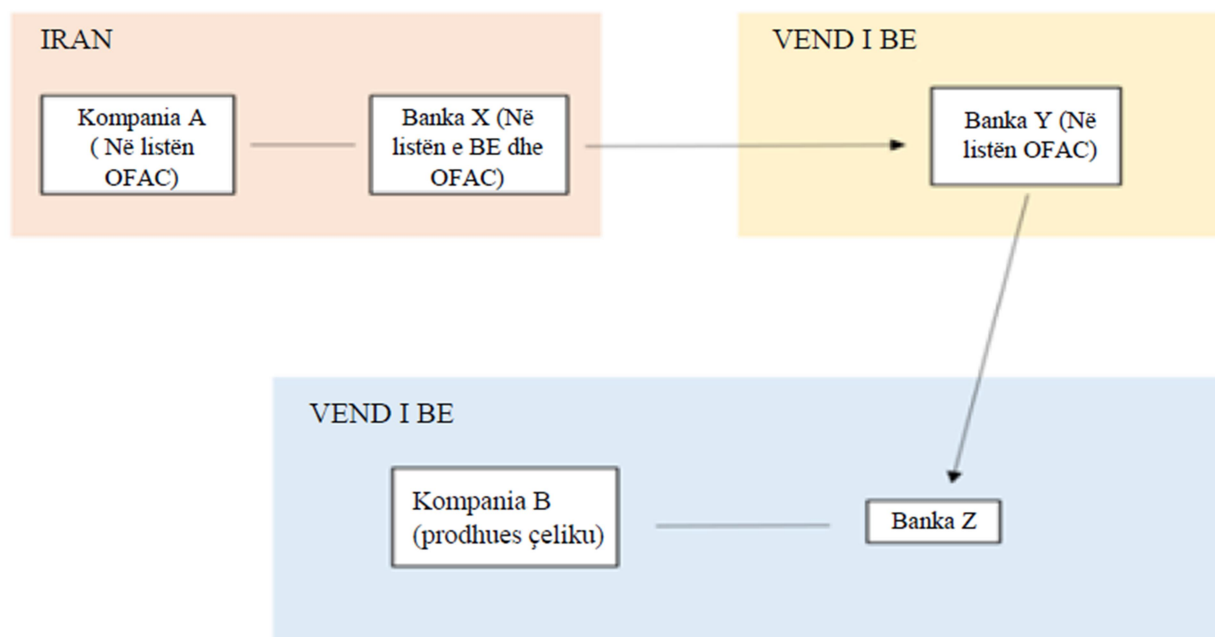 IRAN
VEND I BE
Kompania A
( Në listën
OFAC)
Banka X (Në
listën e BE dhe
OFAC)
Banka Y (Në
listën OFAC)
VEND I BE
Kompania B
(prodhues çeliku)
Banka Z